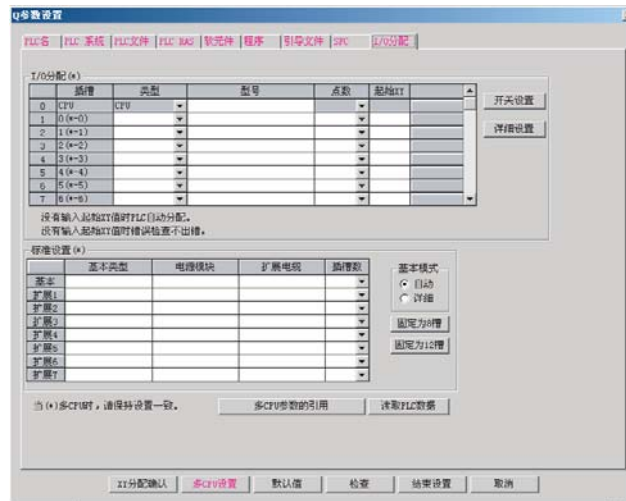 Q参数设置
PLC名 PLC 系统 PLC文件 PLC RAS 软元件 程序 引导文件 SFC I/O分配
I/O分配(*)
插槽 类型 型号 点数 起始XY
0 CPU CPU
1 0(*-0)
2 1(*-1)
3 2(*-2)
4 3(*-3)
5 4(*-4)
6 5(*-5)
7 6(*-6)
开关设置
详细设置
没有输入起始XY值时PLC自动分配。
没有输入起始XY值时错误检查不出错。
标准设置(*)
基本类型 电源模块 扩展电缆 插槽数
基本
扩展1
扩展2
扩展3
扩展4
扩展5
扩展6
扩展7
基本模式
自动
详细
固定为8槽
固定为12槽
当(*)多CPU时，请保持设置一致。 多CPU参数的引用 读取PLC数据
XY分配确认 多CPU设置 默认值 检查 结束设置 取消